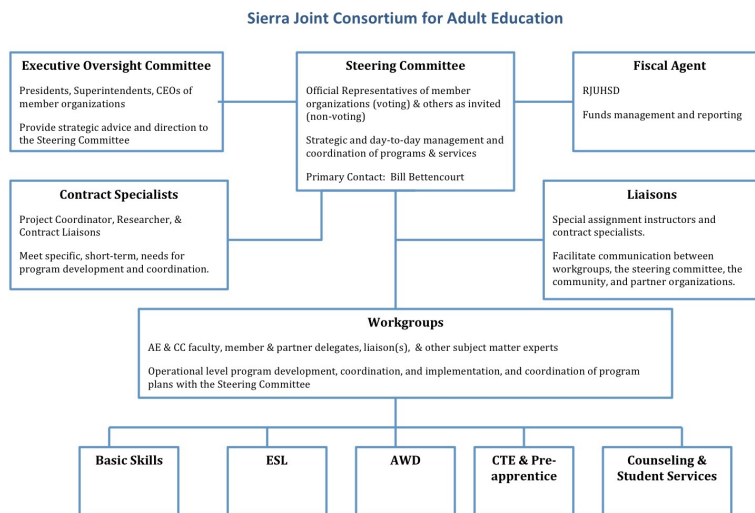 Sierra Joint Consortium for Adult Education
Executive Oversight Committee
Presidents, Superintendents, CEOs of
member organizations
Provide strategic advice and direction to
the Steering Committee
Steering Committee
Official Representatives of member
organizations (voting) & others as invited
(non-voting)
Strategic and day-to-day management and
coordination of programs & services
Primary Contact: Bill Bettencourt
Fiscal Agent
RJUHSD
Funds management and reporting
Contract Specialists
Project Coordinator, Researcher, &
Contract Liaisons
Meet specific, short-term, needs for
program development and coordination.
Liaisons
Special assignment instructors and
contract specialists.
Facilitate communication between
workgroups, the steering committee, the
community, and partner organizations.
Workgroups
AE & CC faculty, member & partner delegates, liaison(s), & other subject matter experts
Operational level program development, coordination, and implementation, and coordination of program
plans with the Steering Committee
Basic Skills
ESL
AWD
CTE & Pre-
apprentice
Counseling &
Student Services